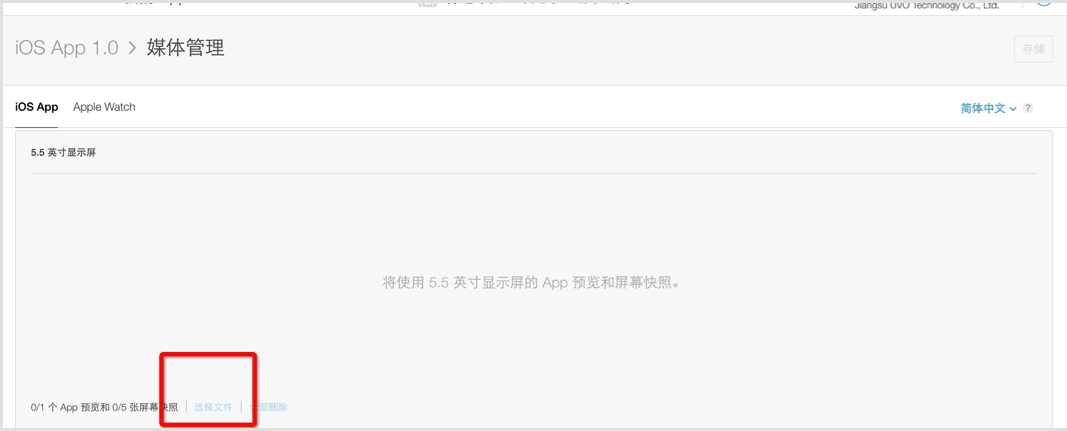 Jiangsu UVO Technology Co., Ltd.
iOS App 1.0 > 媒体管理
存储
iOS App Apple Watch
简体中文 ?
5.5 英寸显示屏
将使用 5.5 英寸显示屏的 App 预览和屏幕快照。
0/1 个 App 预览和 0/5 张屏幕快照 | 选择文件 | 全部删除